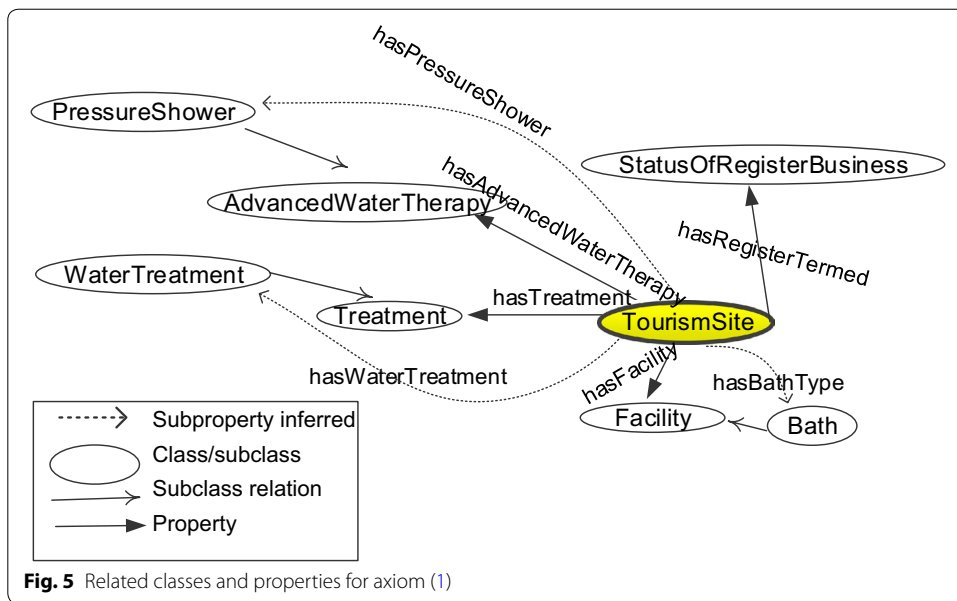 hasPressureShower
PressureShower
StatusOfRegisterBusiness
hasAdvancedWaterTherapy
AdvancedWaterTherapy
hasRegisterTermed
WaterTreatment
hasTreatment
Treatment
TourismSite
hasWaterTreatment
hasFacility
hasBathType
Facility
Bath
Subproperty inferred
Class/subclass
Subclass relation
Property
Fig. 5 Related classes and properties for axiom (1)